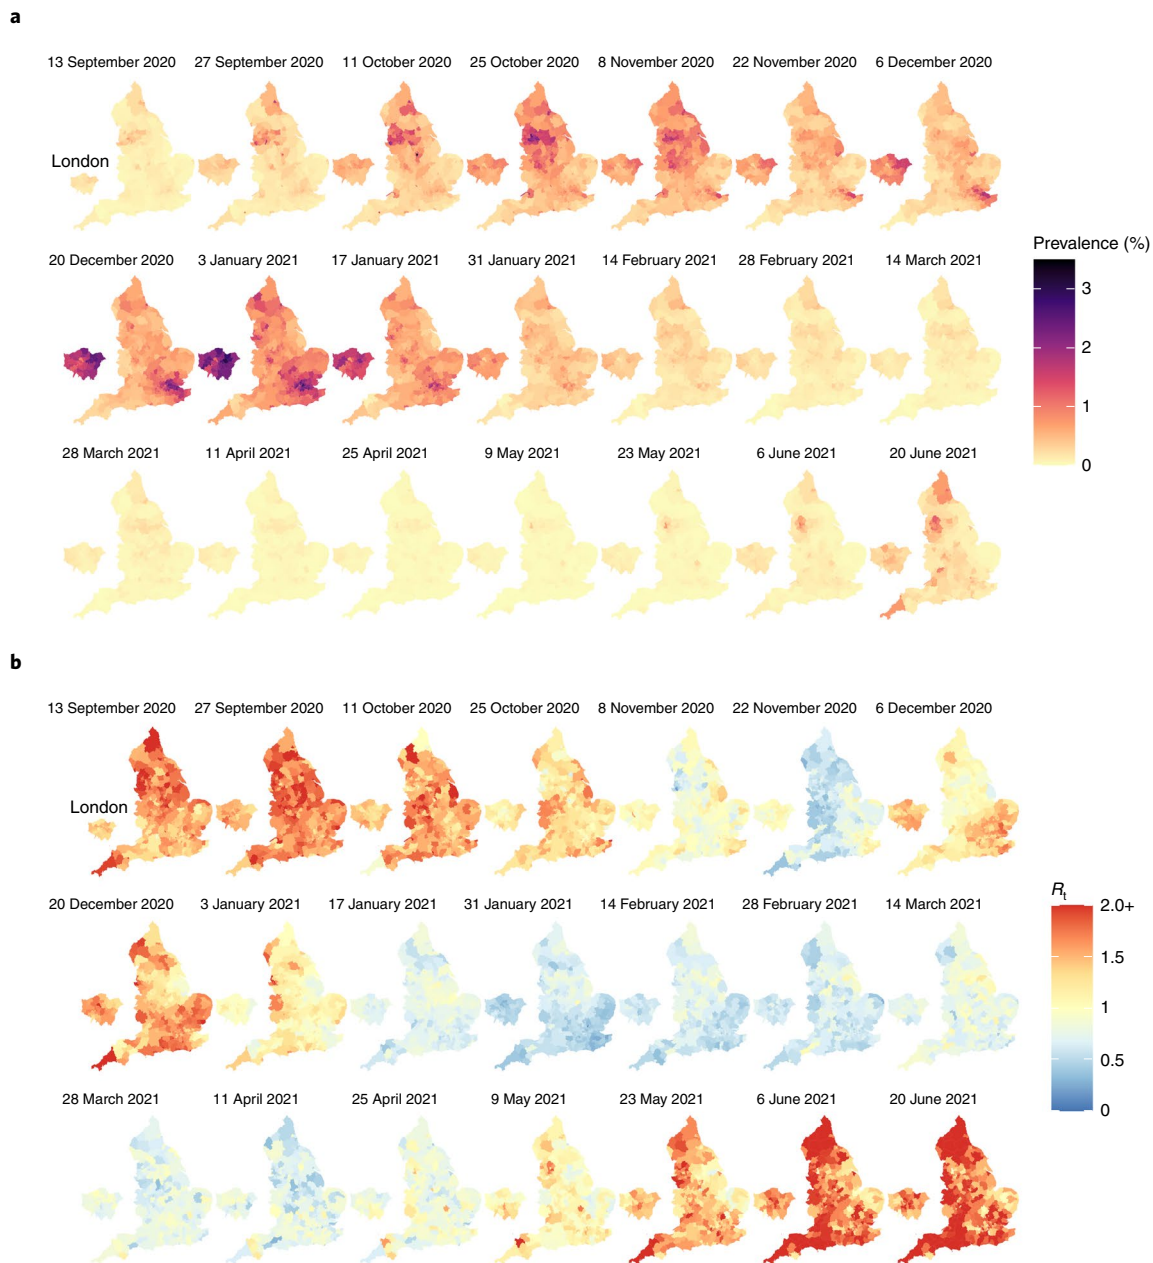 a
13 September 2020 27 September 2020 11 October 2020 25 October 2020 8 November 2020 22 November 2020 6 December 2020
London
20 December 2020 3 January 2021 17 January 2021 31 January 2021 14 February 2021 28 February 2021 14 March 2021
Prevalence (%)
3
2
1
0
28 March 2021 11 April 2021 25 April 2021 9 May 2021 23 May 2021 6 June 2021 20 June 2021
b
13 September 2020 27 September 2020 11 October 2020 25 October 2020 8 November 2020 22 November 2020 6 December 2020
London
20 December 2020 3 January 2021 17 January 2021 31 January 2021 14 February 2021 28 February 2021 14 March 2021
Rt
2.0+
1.5
1
0.5
0
28 March 2021 11 April 2021 25 April 2021 9 May 2021 23 May 2021 6 June 2021 20 June 2021